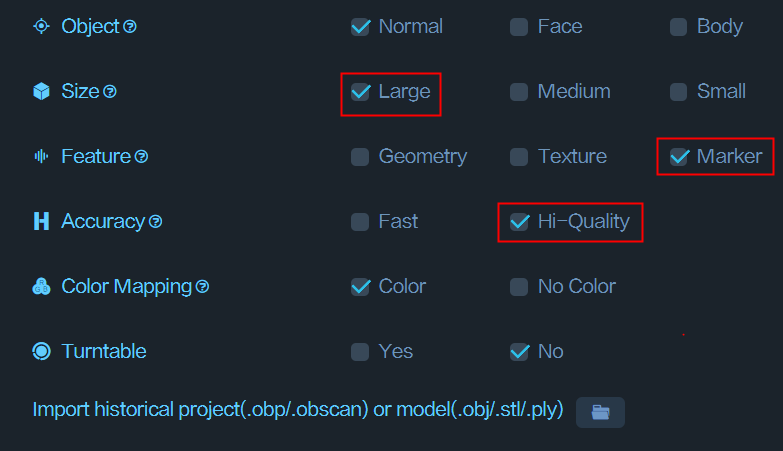 Object ? Normal Face Body
Size ? Large Medium Small
Feature ? Geometry Texture Marker
Accuracy ? Fast Hi-Quality
R G B Color Mapping ? Color No Color
Turntable Yes No
Import historical project(.obp/.obscan) or model(.obj/.stl/.ply)